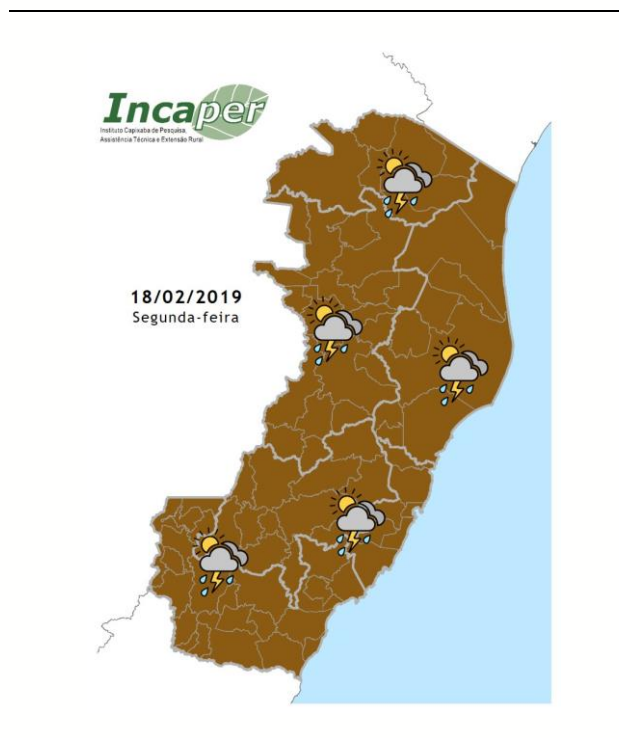 Incaper
Instituto Capixaba de Pesquisa,
Assistência Técnica e Extensão Rural
18/02/2019
Segunda-feira